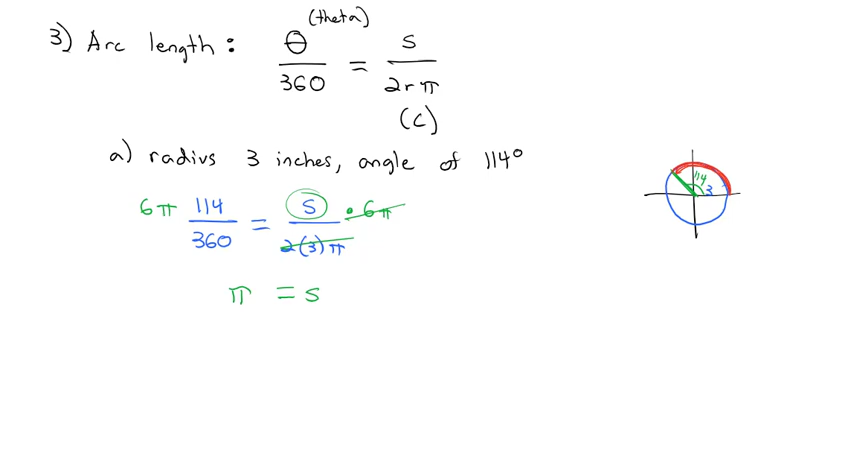 3) Arc length : θ (theta) / 360 = s / 2rπ (c)
a) radius 3 inches, angle of 114°
6π 114 / 360 = s / 2(3)π • 6π
π = s
114
3